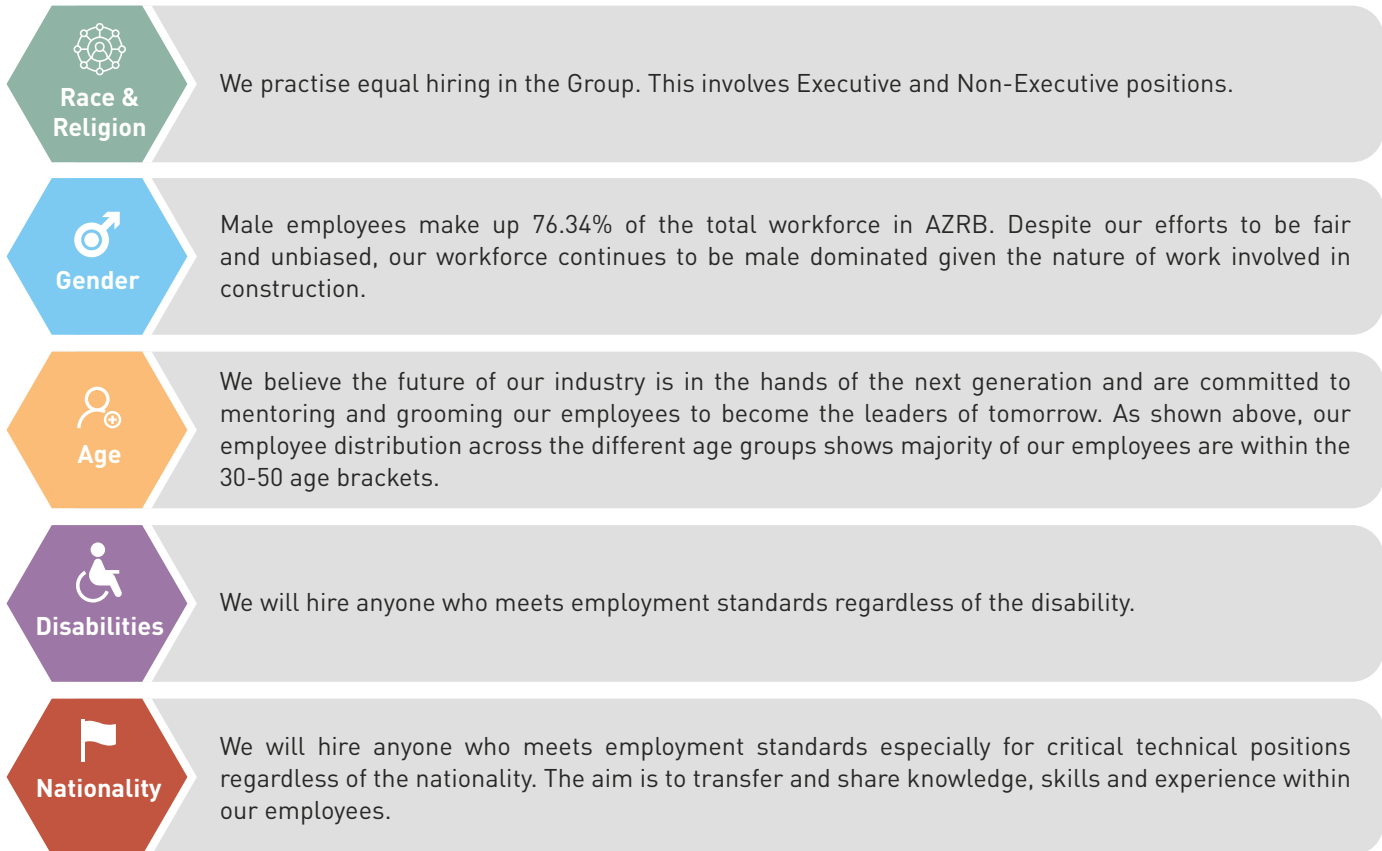 Race &
Religion
We practise equal hiring in the Group. This involves Executive and Non-Executive positions.
Gender
Male employees make up 76.34% of the total workforce in AZRB. Despite our efforts to be fair
and unbiased, our workforce continues to be male dominated given the nature of work involved in
construction.
Age
We believe the future of our industry is in the hands of the next generation and are committed to
mentoring and grooming our employees to become the leaders of tomorrow. As shown above, our
employee distribution across the different age groups shows majority of our employees are within the
30-50 age brackets.
Disabilities
We will hire anyone who meets employment standards regardless of the disability.
Nationality
We will hire anyone who meets employment standards especially for critical technical positions
regardless of the nationality. The aim is to transfer and share knowledge, skills and experience within
our employees.